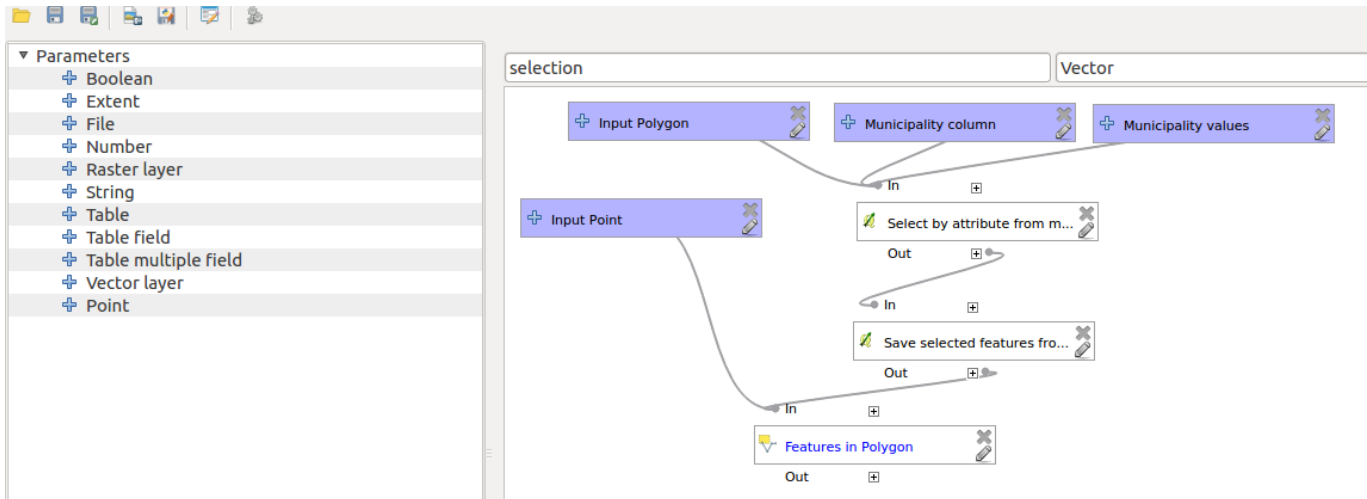 Parameters
Boolean
Extent
File
Number
Raster layer
String
Table
Table field
Table multiple field
Vector layer
Point
selection
Vector
Input Polygon
Municipality column
Municipality values
In
Input Point
Select by attribute from m...
Out
In
Save selected features fro...
Out
In
Features in Polygon
Out